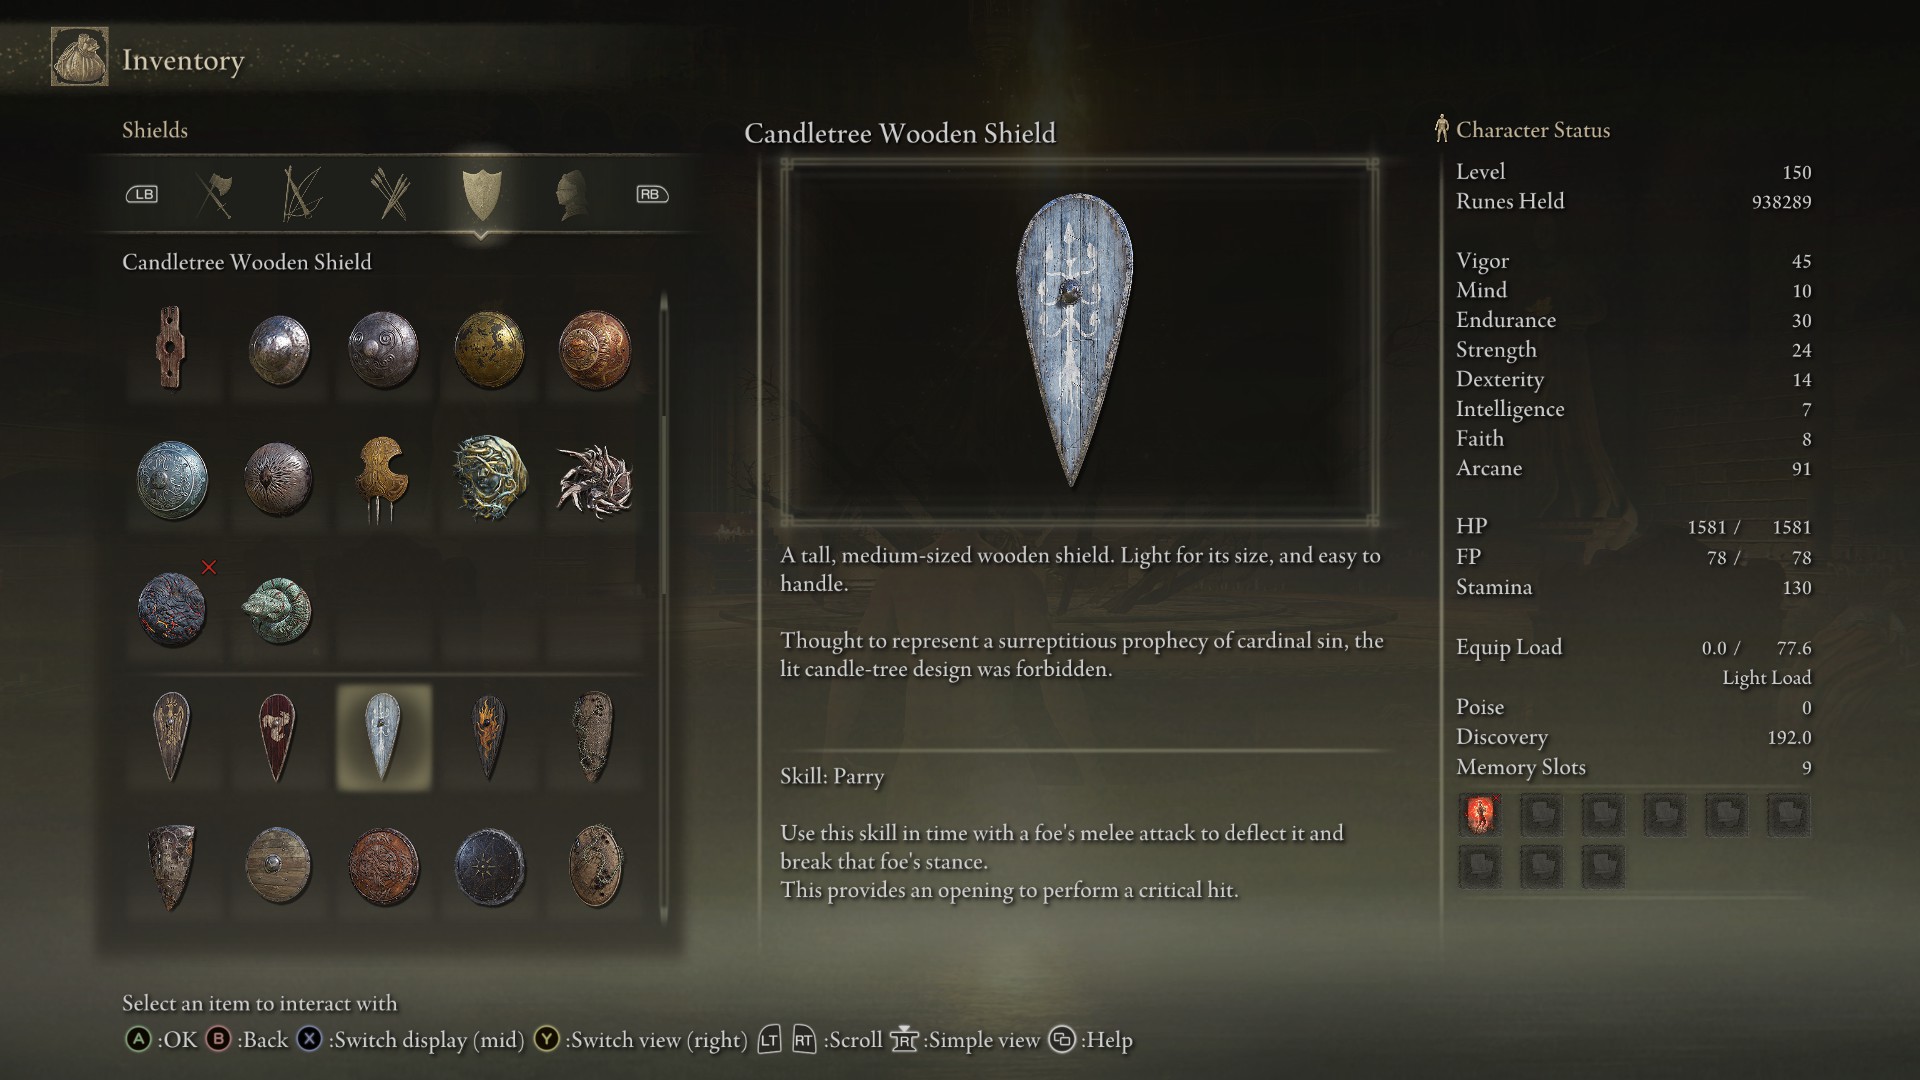 Inventory
Shields
LB
RB
Candletree Wooden Shield
Candletree Wooden Shield
A tall, medium-sized wooden shield. Light for its size, and easy to
handle.
Thought to represent a surreptitious prophecy of cardinal sin, the
lit candle-tree design was forbidden.
Skill: Parry
Use this skill in time with a foe's melee attack to deflect it and
break that foe's stance.
This provides an opening to perform a critical hit.
Character Status
Level 150
Runes Held 938289
Vigor 45
Mind 10
Endurance 30
Strength 24
Dexterity 14
Intelligence 7
Faith 8
Arcane 91
HP 1581 / 1581
FP 78 / 78
Stamina 130
Equip Load 0.0 / 77.6
Light Load
Poise 0
Discovery 192.0
Memory Slots 9
Select an item to interact with
A :OK B :Back X :Switch display (mid) Y :Switch view (right) LT RT :Scroll R :Simple view :Help